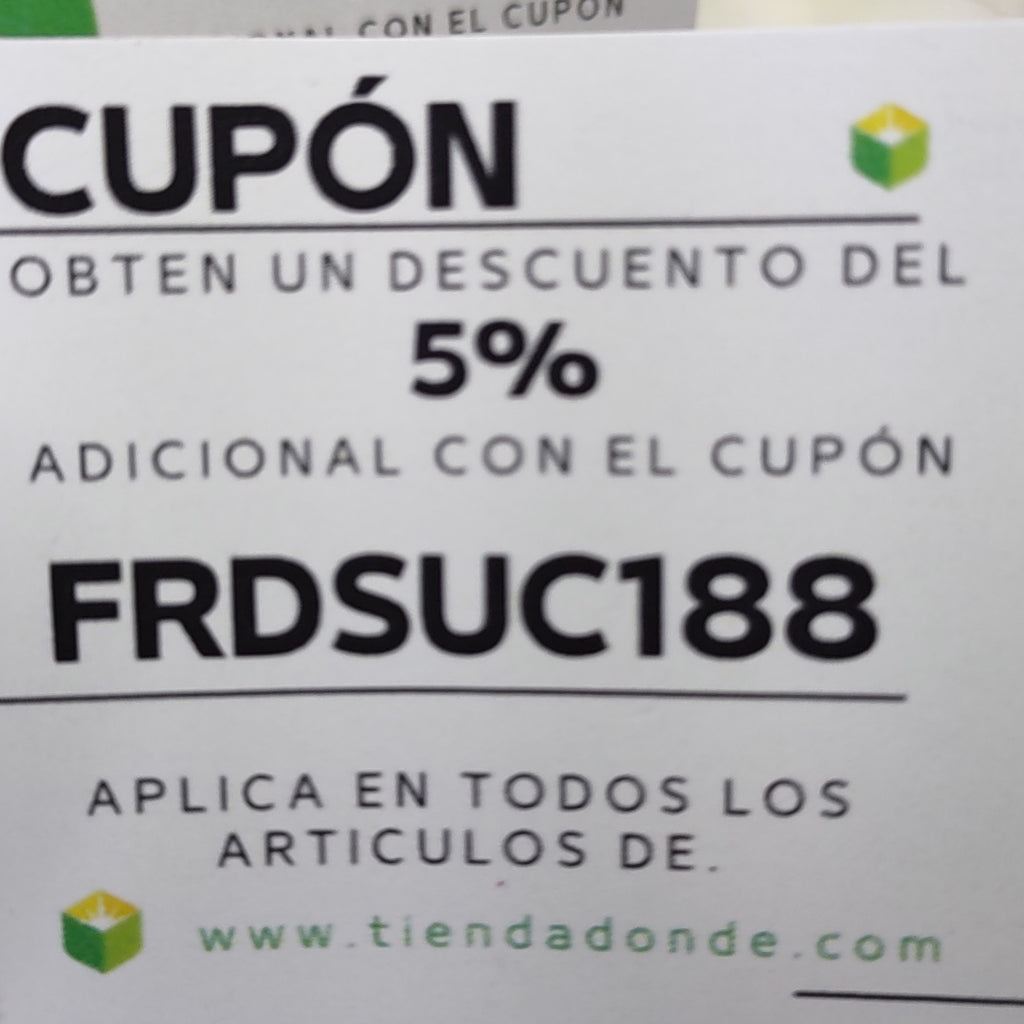 CON EL CUPÓN
CUPÓN
OBTEN UN DESCUENTO DEL
5%
ADICIONAL CON EL CUPÓN
FRDSUC188
APLICA EN TODOS LOS
ARTICULOS DE.
www.tiendadonde.com